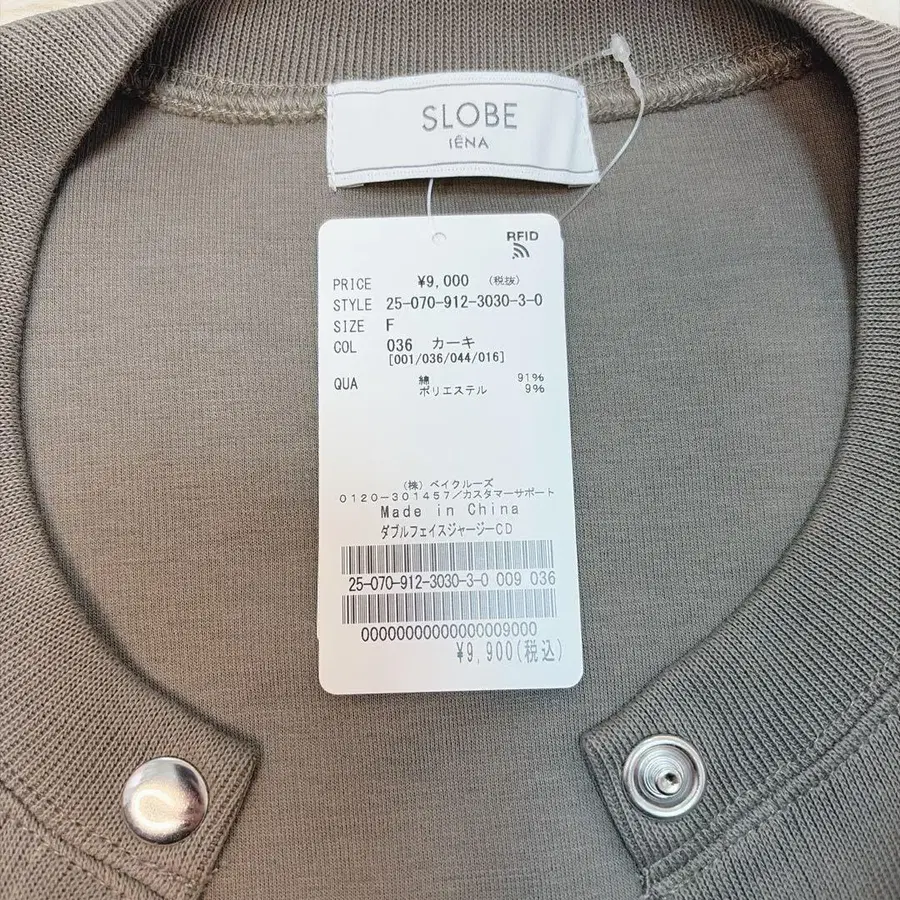 SLOBE
IÊNA
RFID
PRICE ¥9,000 (税抜)
STYLE 25-070-912-3030-3-0
SIZE F
COL 036 カーキ
[001/036/044/016]
QUA 綿 91%
ポリエステル 9%
(株) ベイクルーズ
0120-301457/カスタマーサポート
Made in China
ダブルフェイスジャージーCD
25-070-912-3030-3-0 009 036
00000000000000009000
¥9,900(税込)